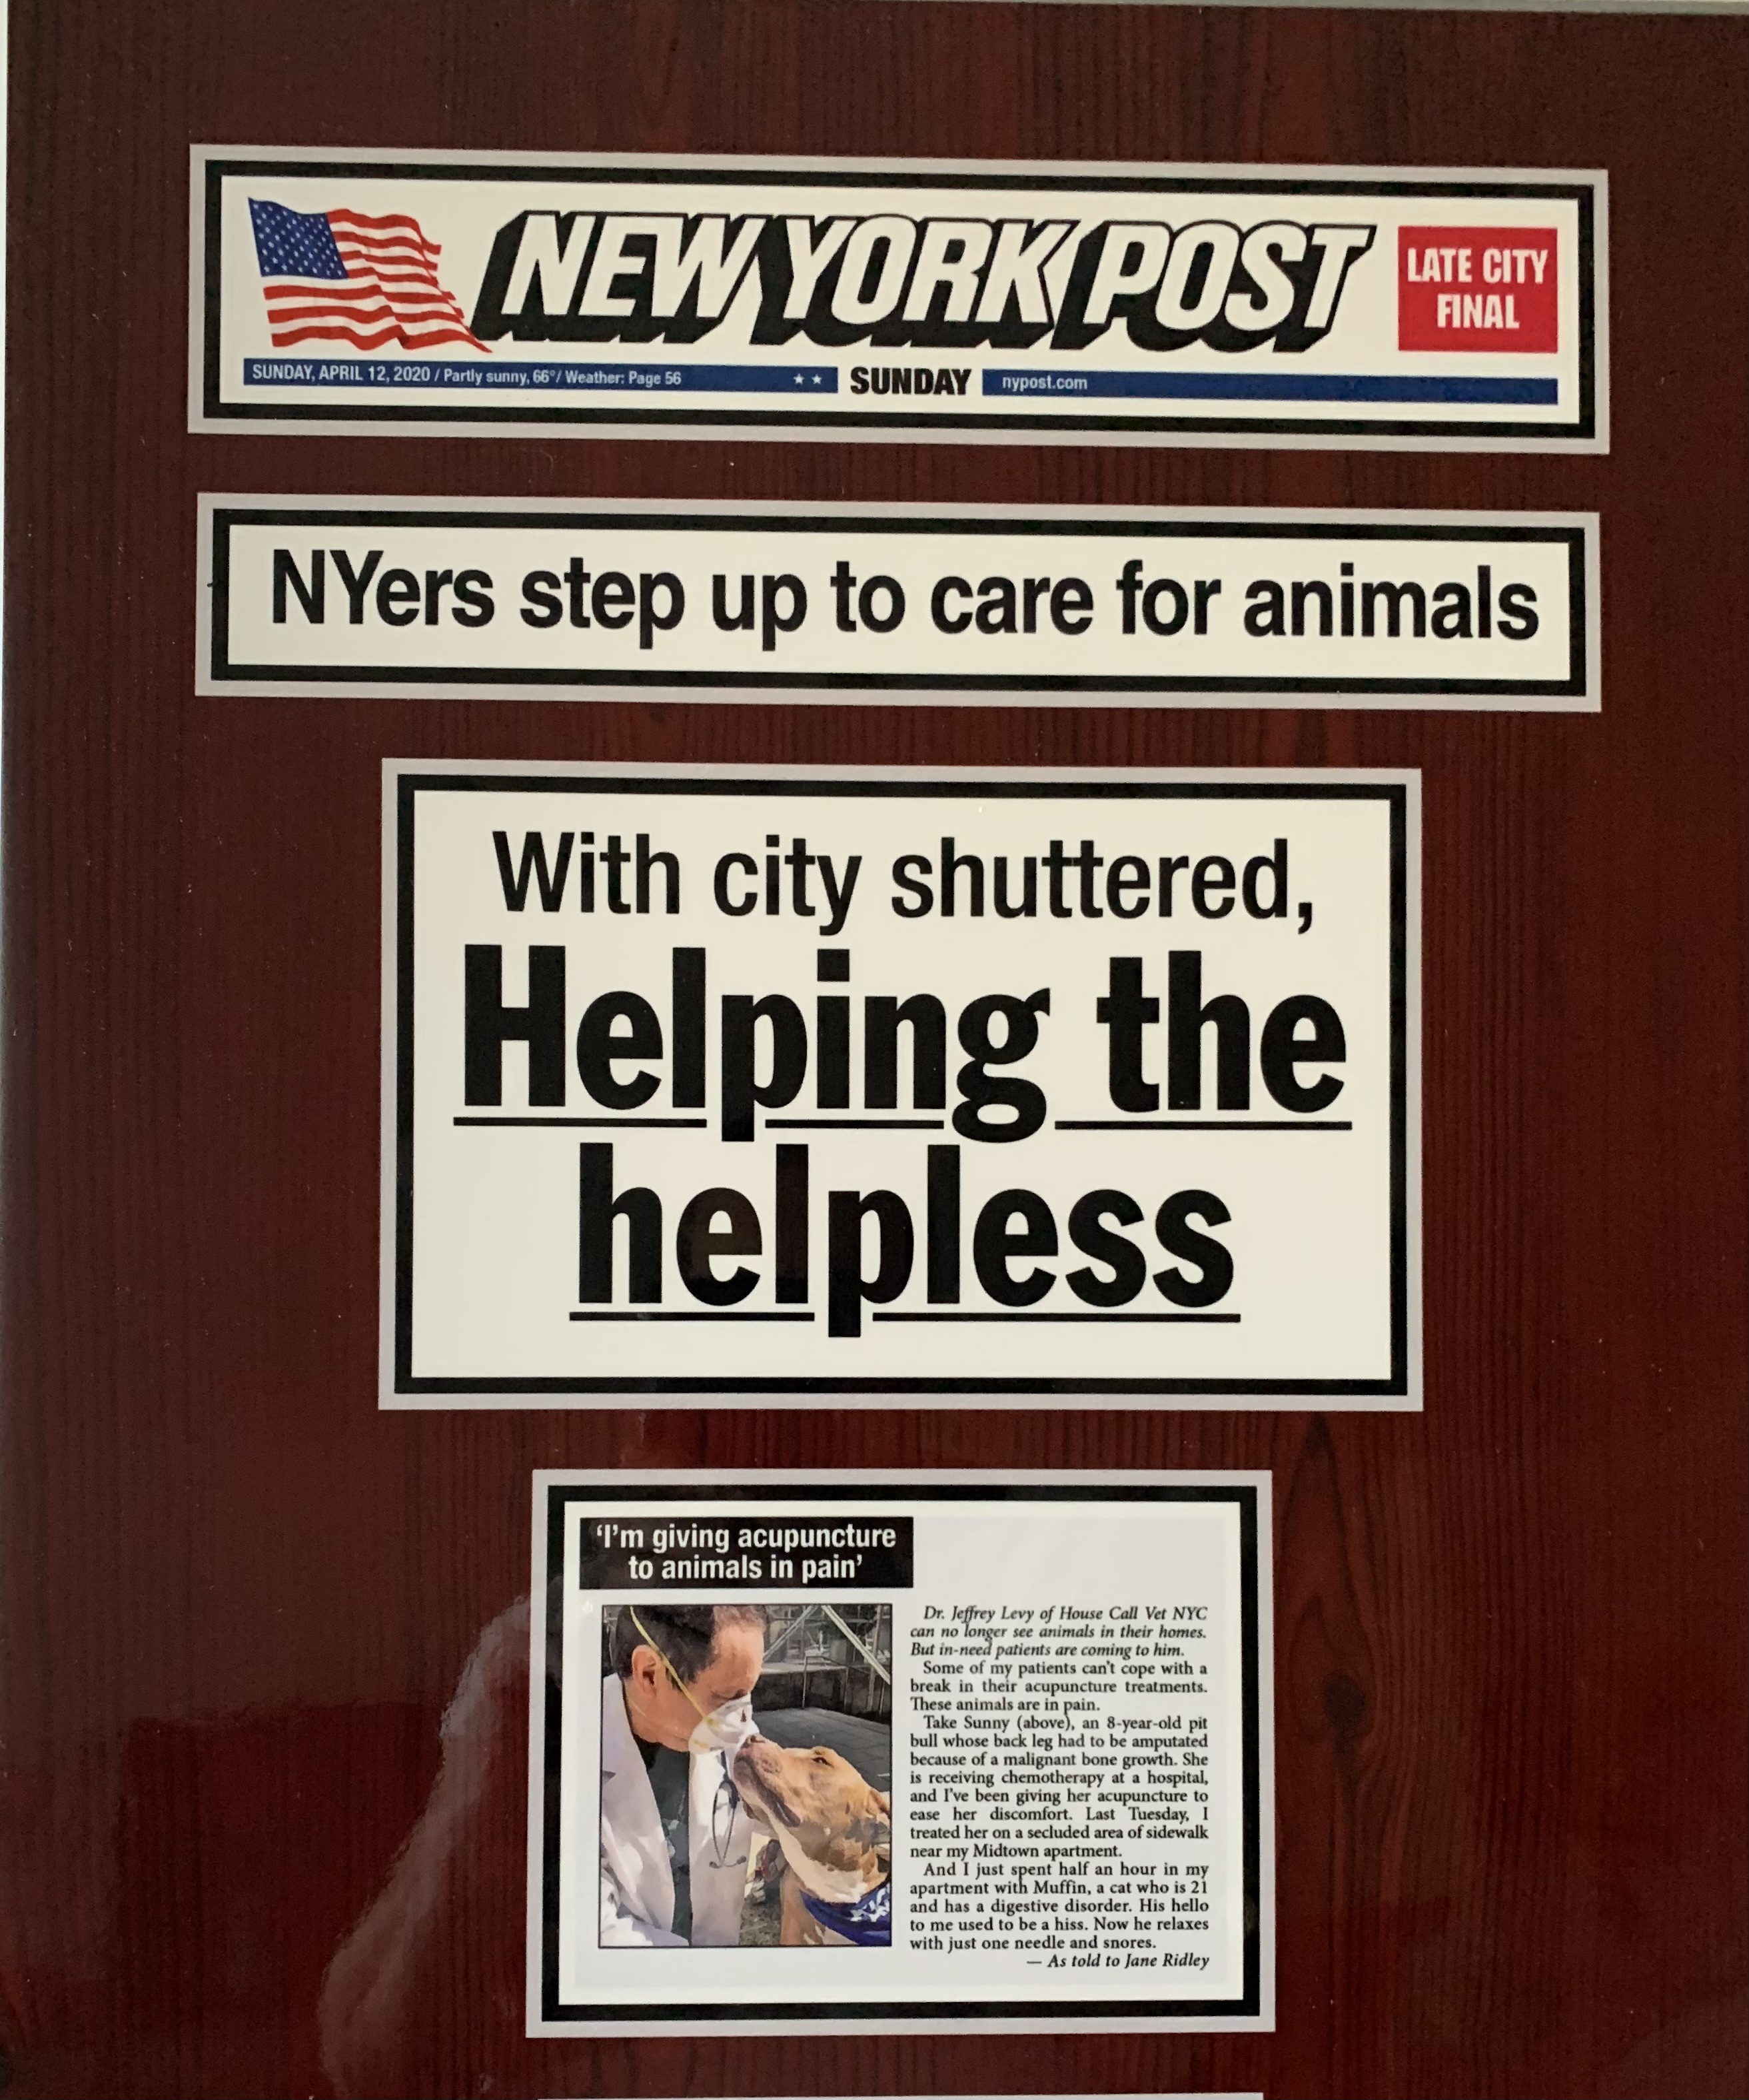 NEW YORK POST
LATE CITY
FINAL
SUNDAY, APRIL 12, 2020 / Partly sunny, 66°/ Weather: Page 56
★ ★ SUNDAY nypost.com
NYers step up to care for animals
With city shuttered,
Helping the
helpless
‘I’m giving acupuncture
to animals in pain’
Dr. Jeffrey Levy of House Call Vet NYC
can no longer see animals in their homes.
But in-need patients are coming to him.
Some of my patients can’t cope with a
break in their acupuncture treatments.
These animals are in pain.
Take Sunny (above), an 8-year-old pit
bull whose back leg had to be amputated
because of a malignant bone growth. She
is receiving chemotherapy at a hospital,
and I’ve been giving her acupuncture to
ease her discomfort. Last Tuesday, I
treated her on a secluded area of sidewalk
near my Midtown apartment.
And I just spent half an hour in my
apartment with Muffin, a cat who is 21
and has a digestive disorder. His hello
to me used to be a hiss. Now he relaxes
with just one needle and snores.
— As told to Jane Ridley